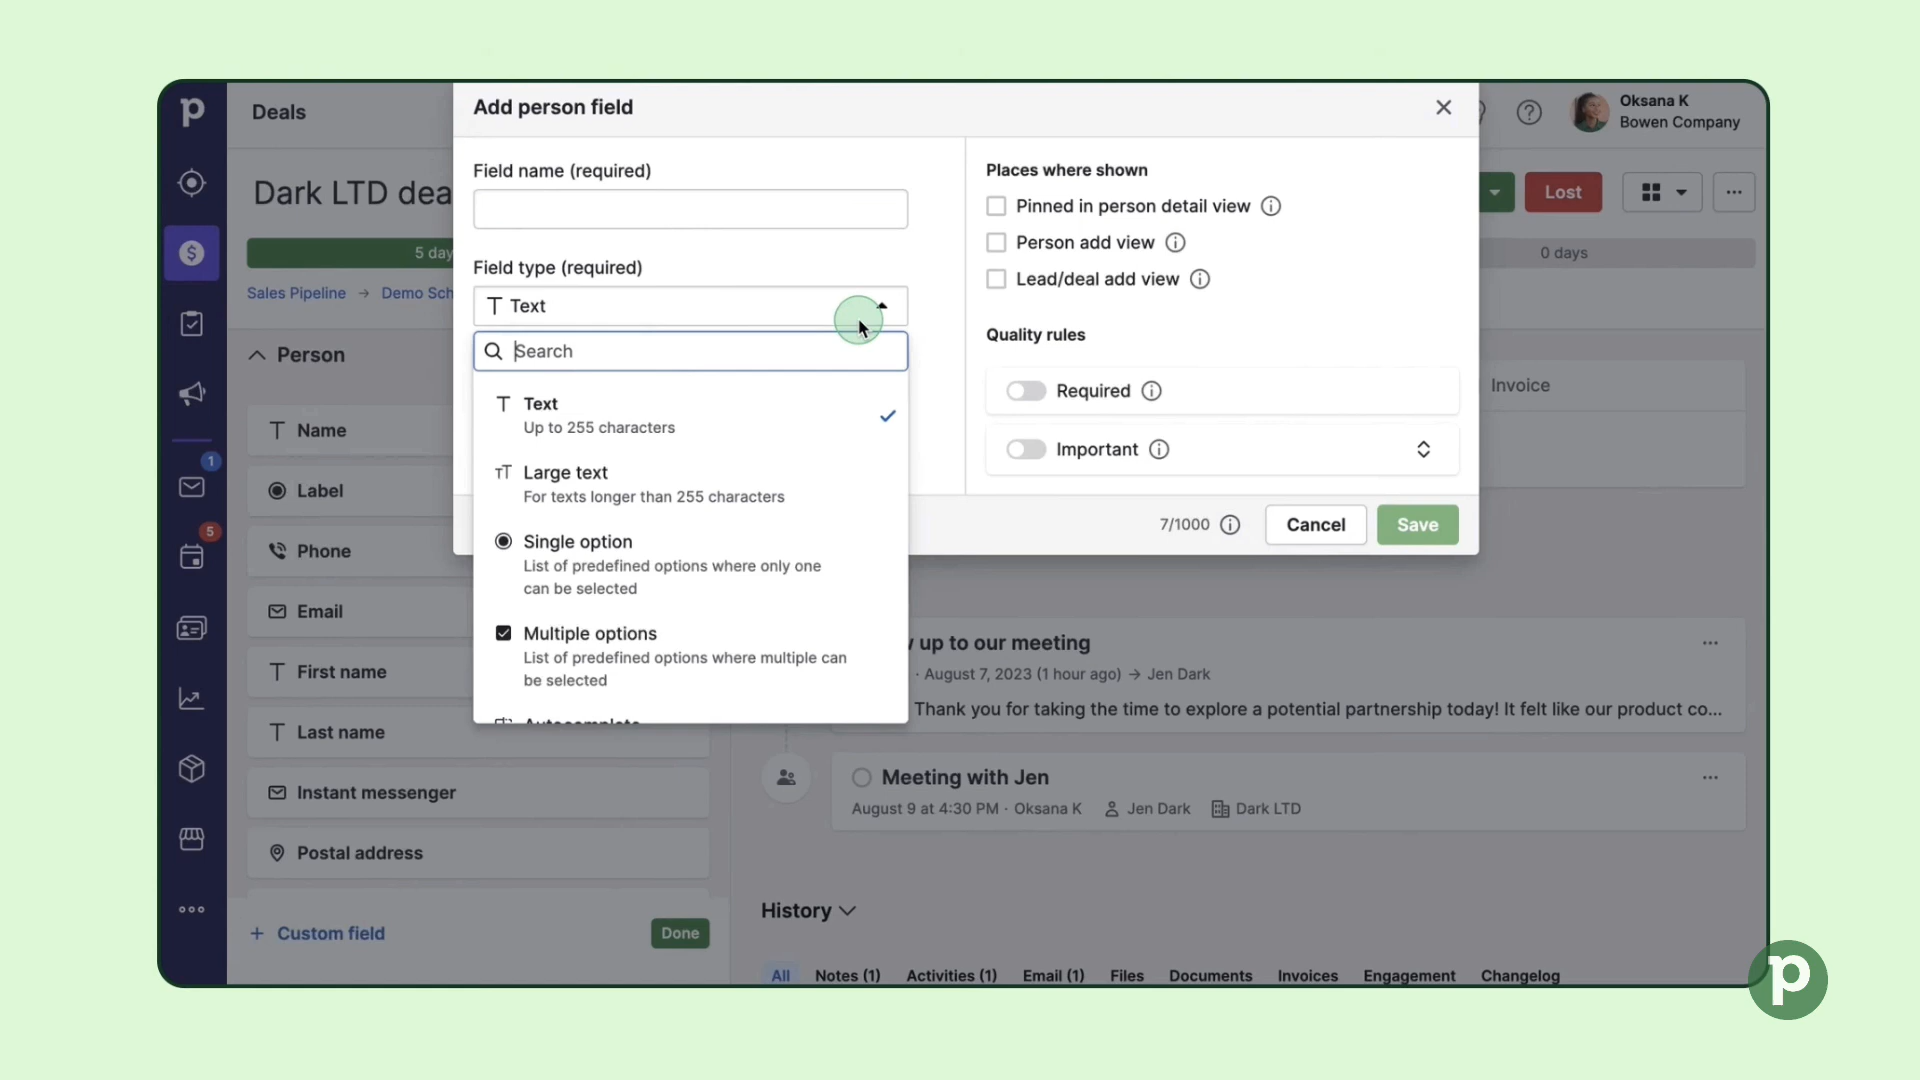 p
Deals
Add person field
Oksana K
Bowen Company
Field name (required)
Places where shown
Dark LTD dea
Pinned in person detail view
Lost
Person add view
5 day
0 days
Field type (required)
Lead/deal add view
Sales Pipeline → Demo Sch
Text
Quality rules
Search
Person
Required
Invoice
Text
Up to 255 characters
Name
Important
1
Large text
For texts longer than 255 characters
Label
7/1000
Cancel
Save
5
Single option
List of predefined options where only one
can be selected
Phone
Email
Multiple options
List of predefined options where multiple can
be selected
up to our meeting
· August 7, 2023 (1 hour ago) → Jen Dark
First name
Thank you for taking the time to explore a potential partnership today! It felt like our product co...
Autocomplete
Last name
Meeting with Jen
August 9 at 4:30 PM · Oksana K Jen Dark Dark LTD
Instant messenger
Postal address
History
+ Custom field
Done
All Notes (1) Activities (1) Email (1) Files Documents Invoices Engagement Changelog
p